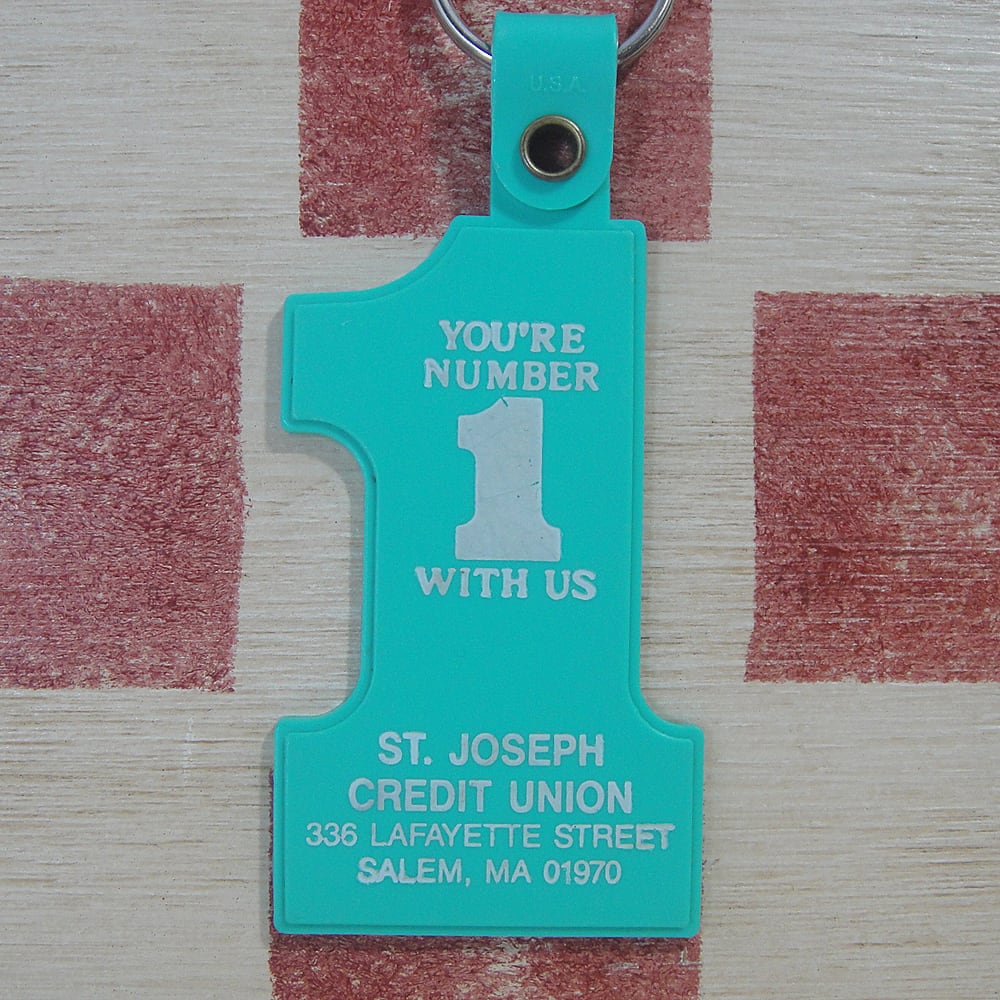 U.S.A.
YOU'RE
NUMBER
1
WITH US
ST. JOSEPH
CREDIT UNION
336 LAFAYETTE STREET
SALEM, MA 01970